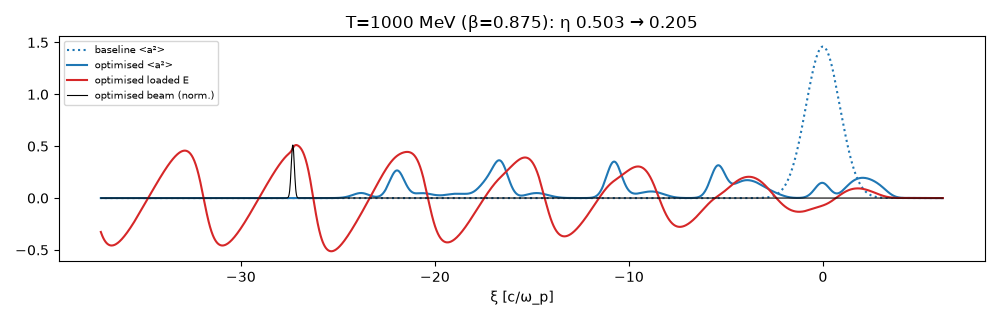 T=1000 MeV (β=0.875): η 0.503 → 0.205
baseline <a²>
optimised <a²>
optimised loaded E
optimised beam (norm.)
1.5
1.0
0.5
0.0
−0.5
−30
−20
−10
0
ξ [c/ω_p]